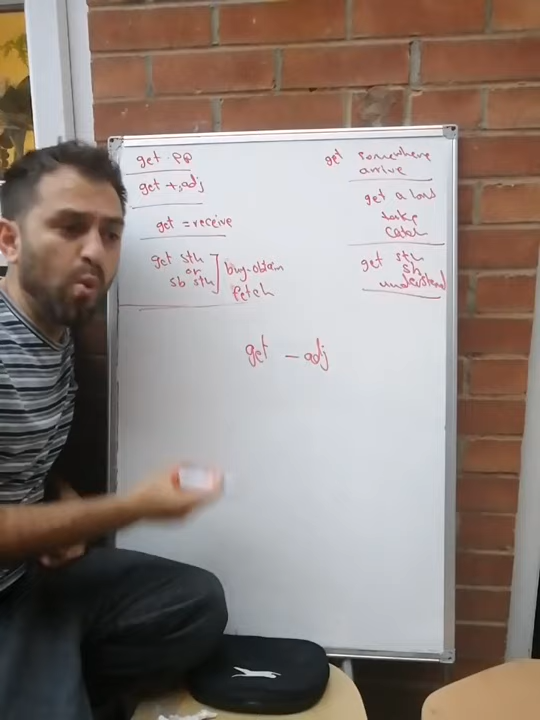 get pp
get +adj
get = receive
get sth
or
sb sth
buy-obtain
fetch
get somewhere
arrive
get a
take
catch
get sth
sb
understand
get – adj